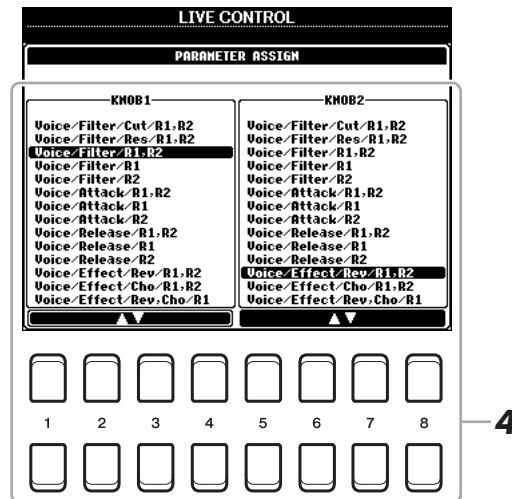 LIVE CONTROL
PARAMETER ASSIGN
KNOB1
Voice/Filter/Cut/R1,R2
Voice/Filter/Res/R1,R2
Voice/Filter/R1,R2
Voice/Filter/R1
Voice/Filter/R2
Voice/Attack/R1,R2
Voice/Attack/R1
Voice/Attack/R2
Voice/Release/R1,R2
Voice/Release/R1
Voice/Release/R2
Voice/Effect/Rev/R1,R2
Voice/Effect/Cho/R1,R2
Voice/Effect/Rev,Cho/R1
KNOB2
Voice/Filter/Cut/R1,R2
Voice/Filter/Res/R1,R2
Voice/Filter/R1,R2
Voice/Filter/R1
Voice/Filter/R2
Voice/Attack/R1,R2
Voice/Attack/R1
Voice/Attack/R2
Voice/Release/R1,R2
Voice/Release/R1
Voice/Release/R2
Voice/Effect/Rev/R1,R2
Voice/Effect/Cho/R1,R2
Voice/Effect/Rev,Cho/R1
▲▼ ▲▼
1 2 3 4 5 6 7 8
4